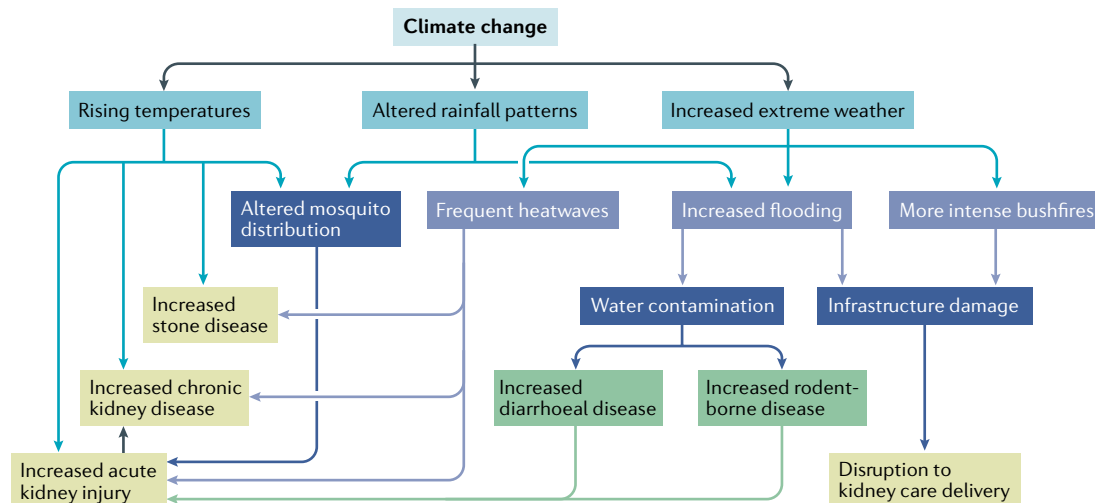 Climate change
Rising temperatures
Altered rainfall patterns
Increased extreme weather
Altered mosquito
distribution
Frequent heatwaves
Increased flooding
More intense bushfires
Increased
stone disease
Water contamination
Infrastructure damage
Increased chronic
kidney disease
Increased
diarrhoeal disease
Increased rodent-
borne disease
Increased acute
kidney injury
Disruption to
kidney care delivery